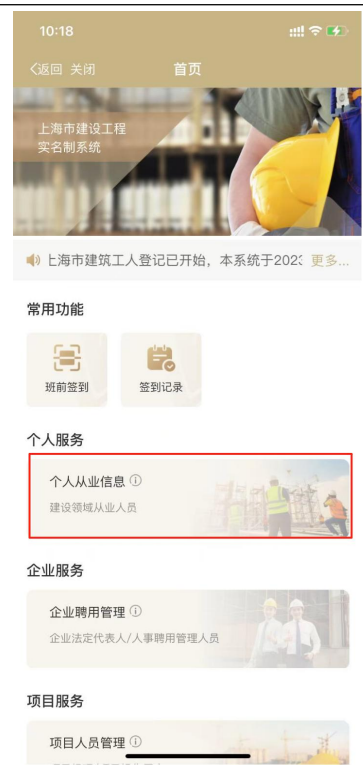 10:18
返回 关闭
首页
上海市建设工程
实名制系统
上海市建筑工人登记已开始，本系统于2023 更多...
常用功能
班前签到
签到记录
个人服务
个人从业信息
建设领域从业人员
企业服务
企业聘用管理
企业法定代表人/人事聘用管理人员
项目服务
项目人员管理